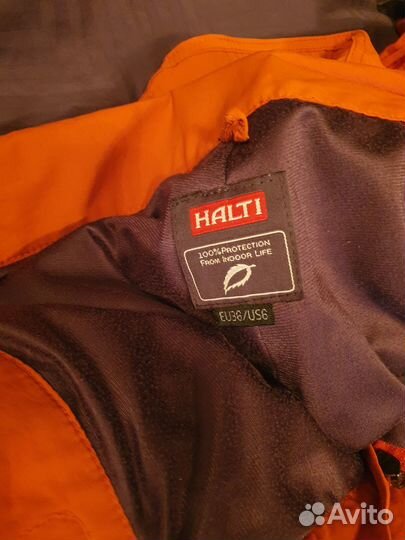 HALTI
100% PROTECTION
FROM INDOOR LIFE
EU36/US6
Avito